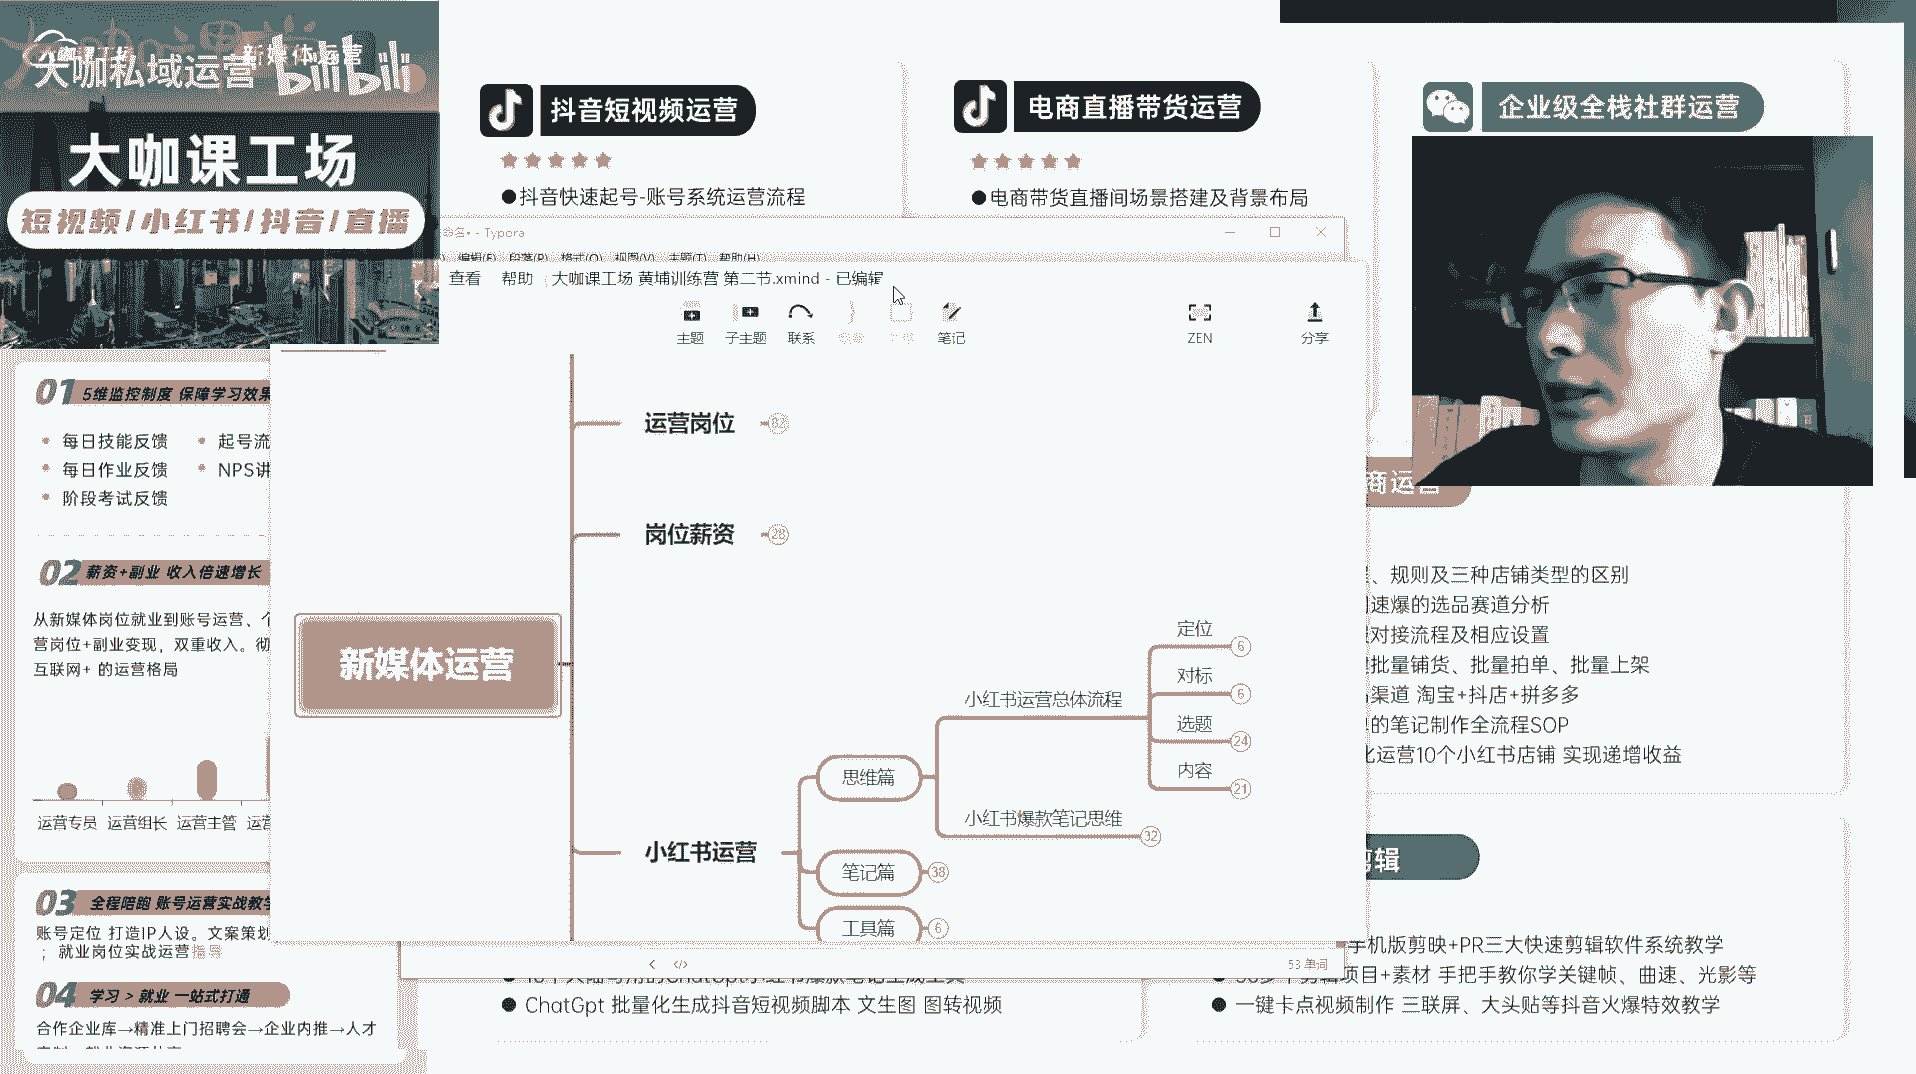 大咖私域运营
新媒体运营
bilibili
大咖课工场
短视频/小红书/抖音/直播
抖音短视频运营
抖音快速起号-账号系统运营流程
电商直播带货运营
电商带货直播间场景搭建及背景布局
企业级全栈社群运营
- Typora
编辑(E) 段落(P) 格式(O) 视图(V) 主题(T) 帮助(H)
查看 帮助 大咖课工场 黄埔训练营 第二节.xmind - 已编辑
主题 子主题 联系 笔记 ZEN 分享
01 5维监控制度 保障学习效果
每日技能反馈
起号流
每日作业反馈
NPS讲
阶段考试反馈
02 薪资+副业 收入倍速增长
从新媒体岗位就业到账号运营、
营岗位+副业变现，双重收入。彻
互联网+ 的运营格局
运营专员 运营组长 运营主管
03 全程陪跑 账号运营实战教学
账号定位 打造IP人设。文案策划
；就业岗位实战运营指导
04 学习 > 就业 一站式打通
合作企业库→精准上门招聘会→企业内推→人才
新媒体运营
运营岗位 82
岗位薪资 28
小红书运营
思维篇
小红书运营总体流程
定位 6
对标 6
选题 24
内容 21
小红书爆款笔记思维 32
笔记篇 38
工具篇 6
53 单词
商运营
、规则及三种店铺类型的区别
速爆的选品赛道分析
对接流程及相应设置
批量铺货、批量拍单、批量上架
渠道 淘宝+抖店+拼多多
的笔记制作全流程SOP
化运营10个小红书店铺 实现递增收益
剪辑
手机版剪映+PR三大快速剪辑软件系统教学
项目+素材 手把手教你学关键帧、曲速、光影等
一键卡点视频制作 三联屏、大头贴等抖音火爆特效教学
ChatGpt 批量化生成抖音短视频脚本 文生图 图转视频